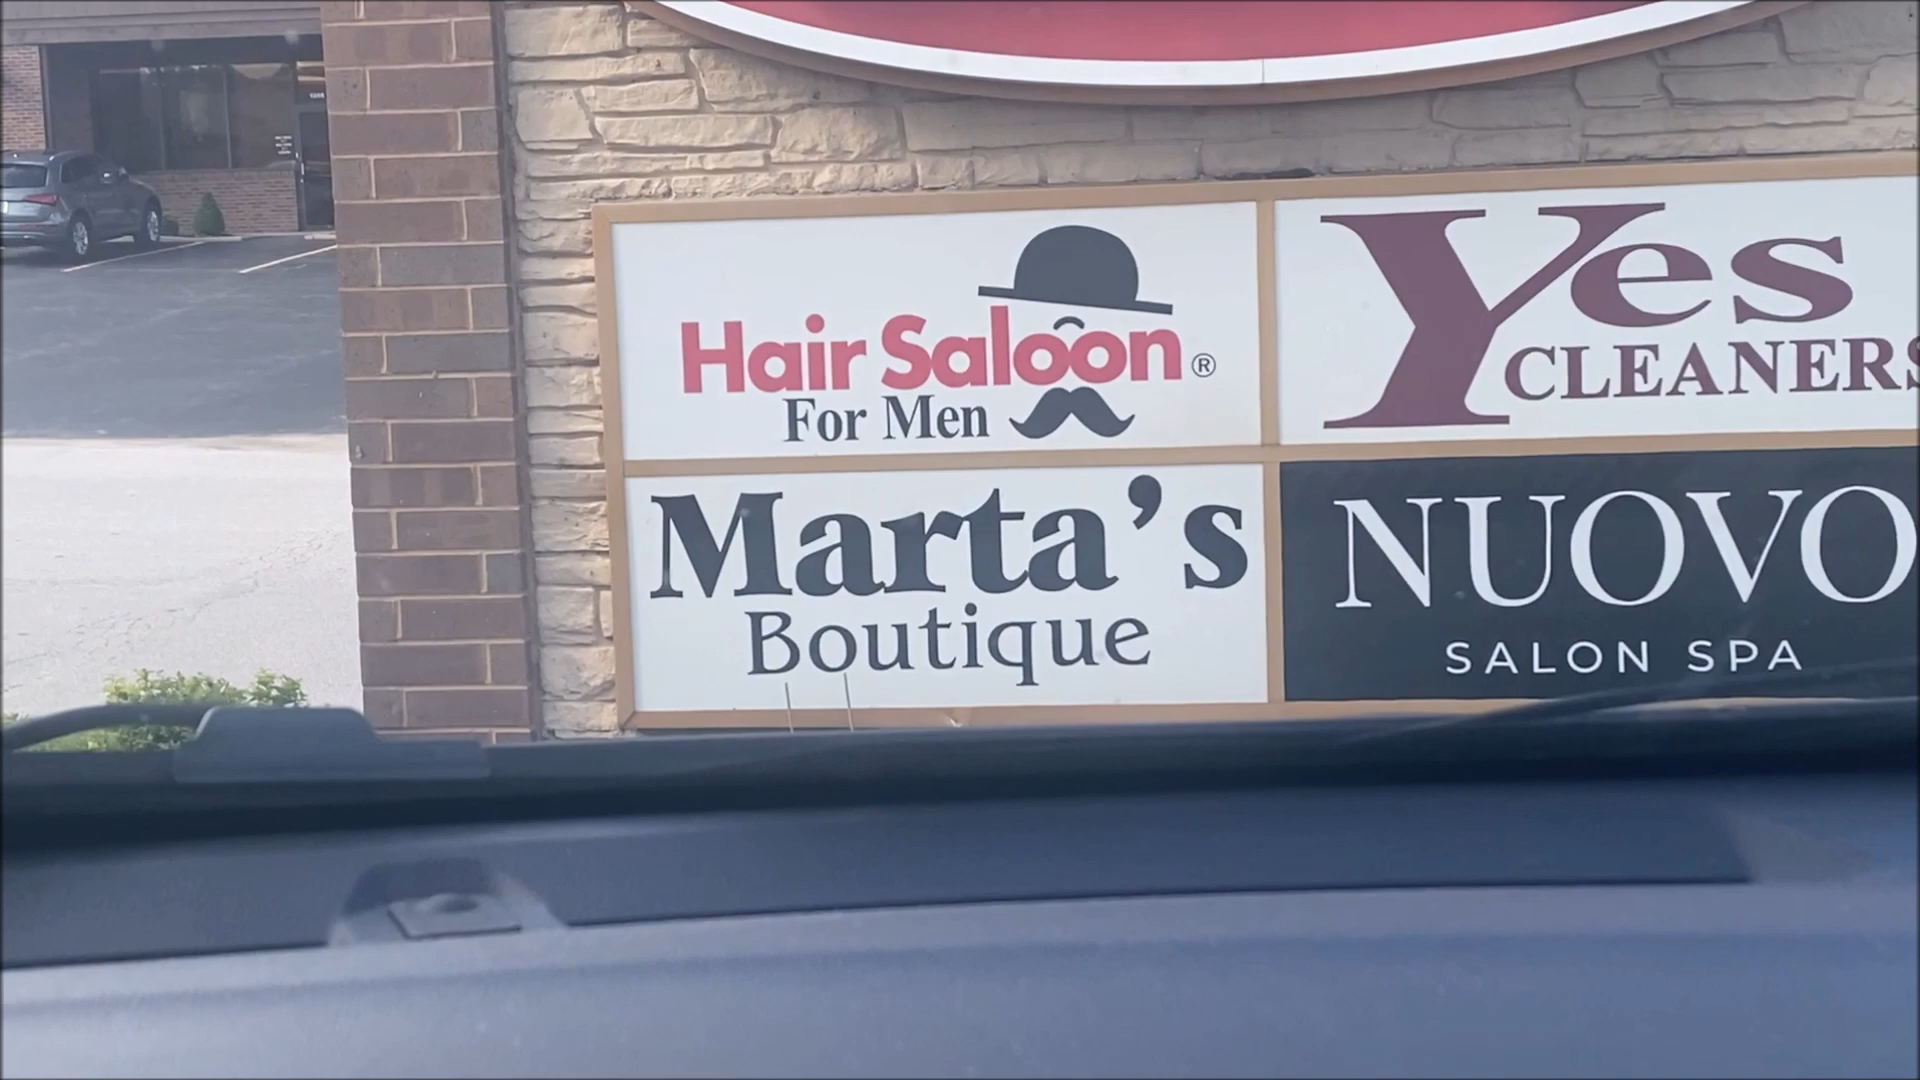 Hair Saloon ®
For Men
Yes
CLEANERS
Marta's
Boutique
NUOVO
SALON SPA